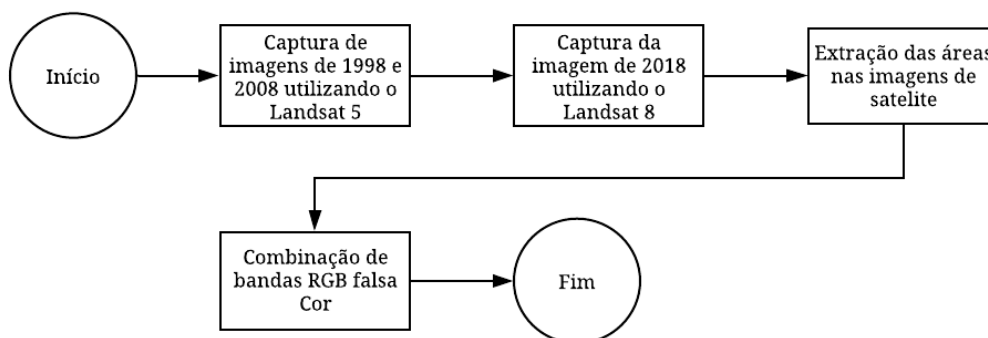 Início
Captura de
imagens de 1998 e
2008 utilizando o
Landsat 5
Captura da
imagem de 2018
utilizando o
Landsat 8
Extração das áreas
nas imagens de
satelite
Combinação de
bandas RGB falsa
Cor
Fim